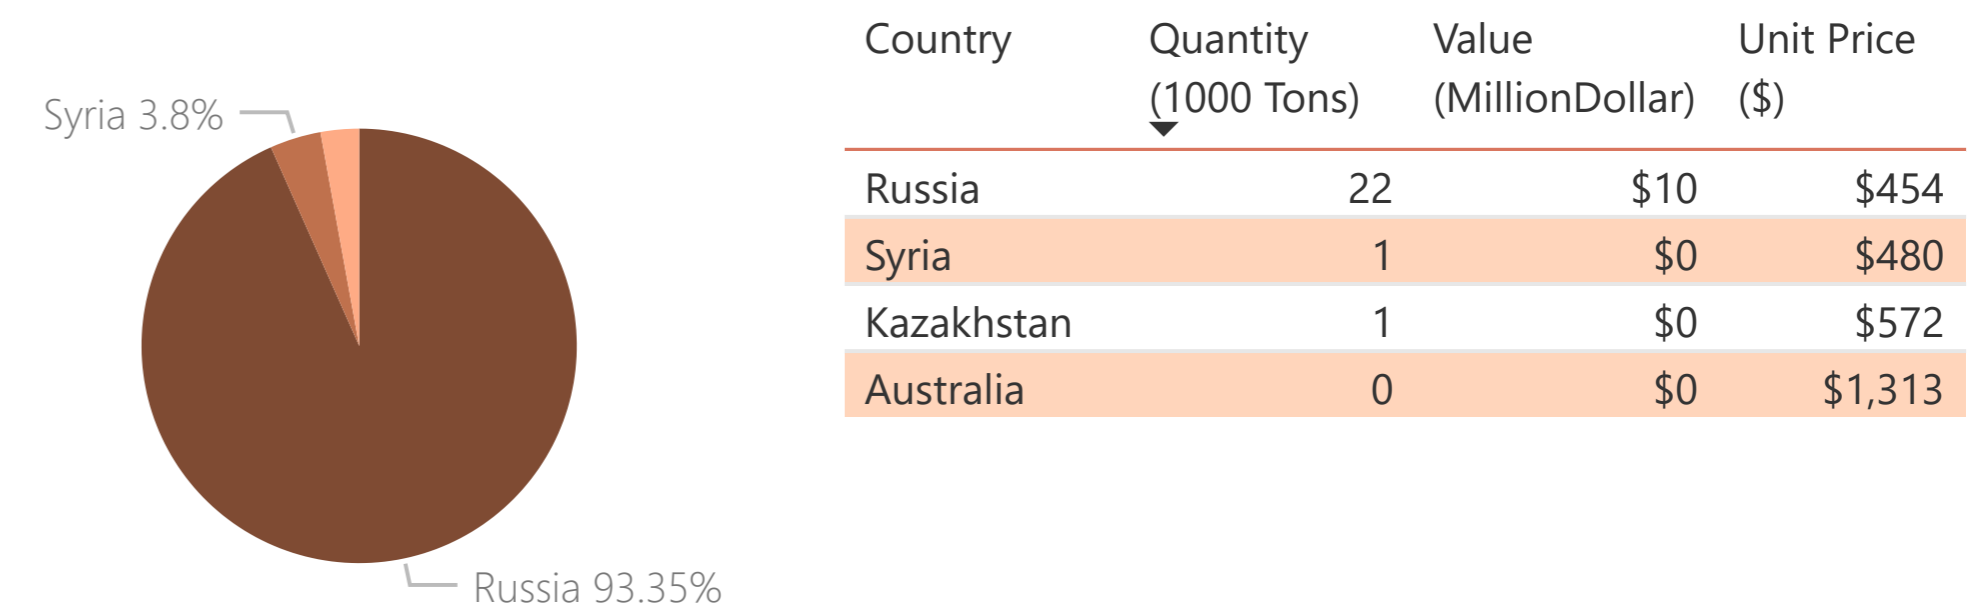 Syria 3.8%
Russia 93.35%
Country Quantity (1000 Tons) Value (MillionDollar) Unit Price ($)
Russia 22 $10 $454
Syria 1 $0 $480
Kazakhstan 1 $0 $572
Australia 0 $0 $1,313